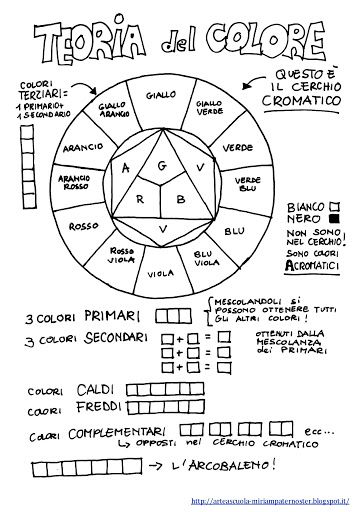 TEORIA del COLORE
COLORI
TERZIARI=
1 PRIMARIO+
1 SECONDARIO
QUESTO È
IL CERCHIO
CROMATICO
GIALLO
GIALLO
VERDE
VERDE
VERDE
BLU
BLU
BLU
VIOLA
VIOLA
ROSSO
VIOLA
ROSSO
ARANCIO
ROSSO
ARANCIO
GIALLO
ARANCIO
A
G
V
R
B
V
BIANCO
NERO
NON SONO
NEL CERCHIO!
SONO COLORI
ACROMATICI
3 COLORI PRIMARI
MESCOLANDOLI SI
POSSONO OTTENERE TUTTI
GLI ALTRI COLORI!
3 COLORI SECONDARI
+ =
+ =
+ =
OTTENUTI DALLA
MESCOLANZA
dei PRIMARI
COLORI CALDI
COLORI FREDDI
COLORI COMPLEMENTARI ecc...
OPPOSTI nel CERCHIO CROMATICO
L'ARCOBALENO!
http://arteascuola-miriampaternoster.blogspot.it/